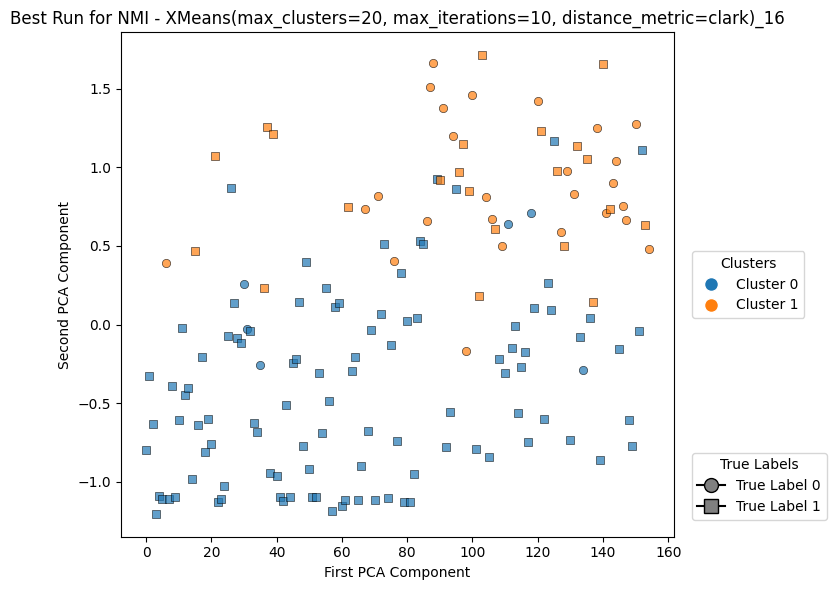 Best Run for NMI - XMeans(max_clusters=20, max_iterations=10, distance_metric=clark)_16
Second PCA Component
1.5
1.0
0.5
0.0
−0.5
−1.0
0 20 40 60 80 100 120 140 160
First PCA Component
Clusters
Cluster 0
Cluster 1
True Labels
True Label 0
True Label 1